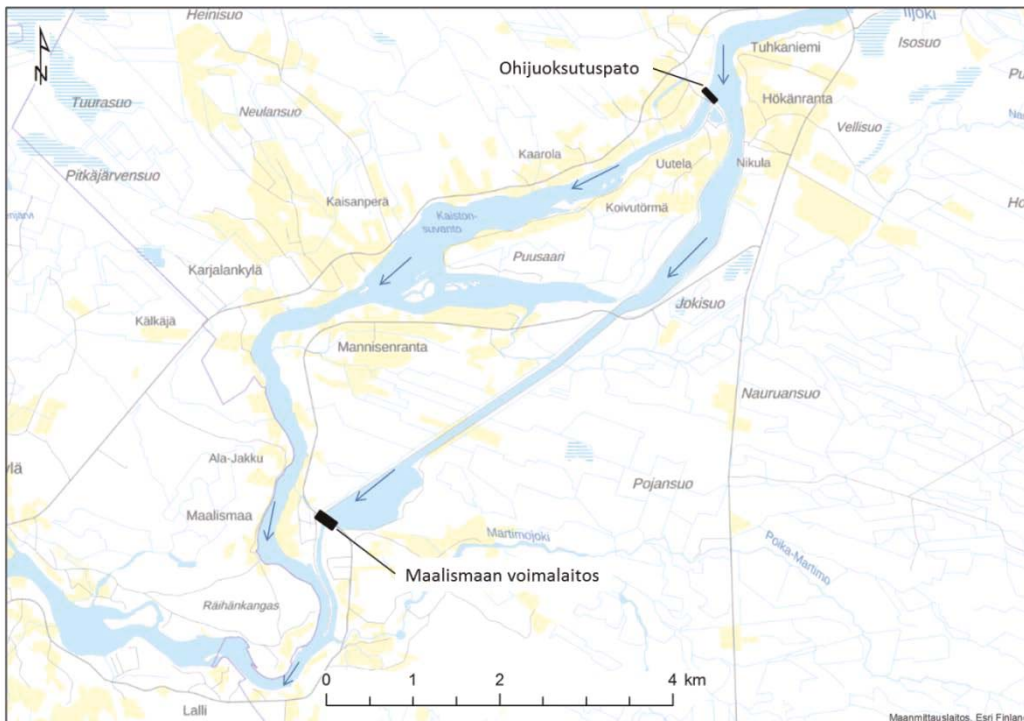 Heinisuo
Iijoki
Isosuo
Tuhkaniemi
Ohijuoksutuspato
N
Tuurasuo
Neulansuo
Hökänranta
Vellisuo
Kaarola
Uutela
Nikula
Pitkäjärvensuo
Kaisanperä
Koivutörmä
Kaiston-
suvanto
Puusaari
Karjalankylä
Jokisuo
Kälkäjä
Mannisenranta
Nauruansuo
Ala-Jakku
ylä
Pojansuo
Maalismaa
Martimojoki
Poika-Martimo
Maalismaan voimalaitos
Räihänkangas
0 1 2 4 km
Lalli
Maanmittauslaitos, Esri Finlan